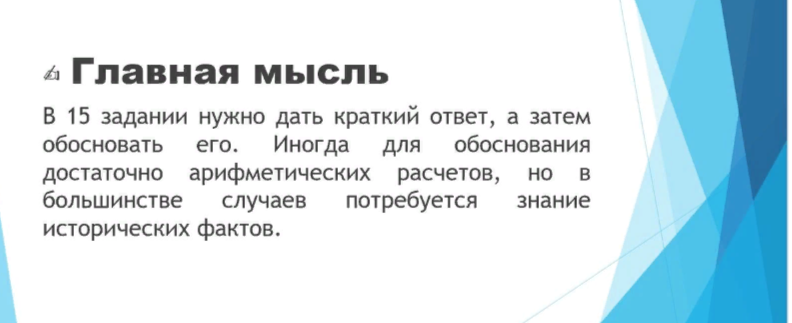 ✍ Главная мысль
В 15 задании нужно дать краткий ответ, а затем
обосновать его. Иногда для обоснования
достаточно арифметических расчетов, но в
большинстве случаев потребуется знание
исторических фактов.